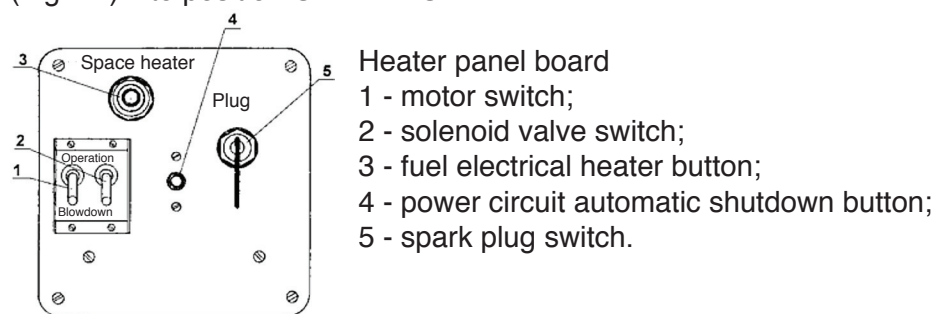 4
3
Space heater
5
Plug
2
Operation
1
Blowdown
Heater panel board
1 - motor switch;
2 - solenoid valve switch;
3 - fuel electrical heater button;
4 - power circuit automatic shutdown button;
5 - spark plug switch.